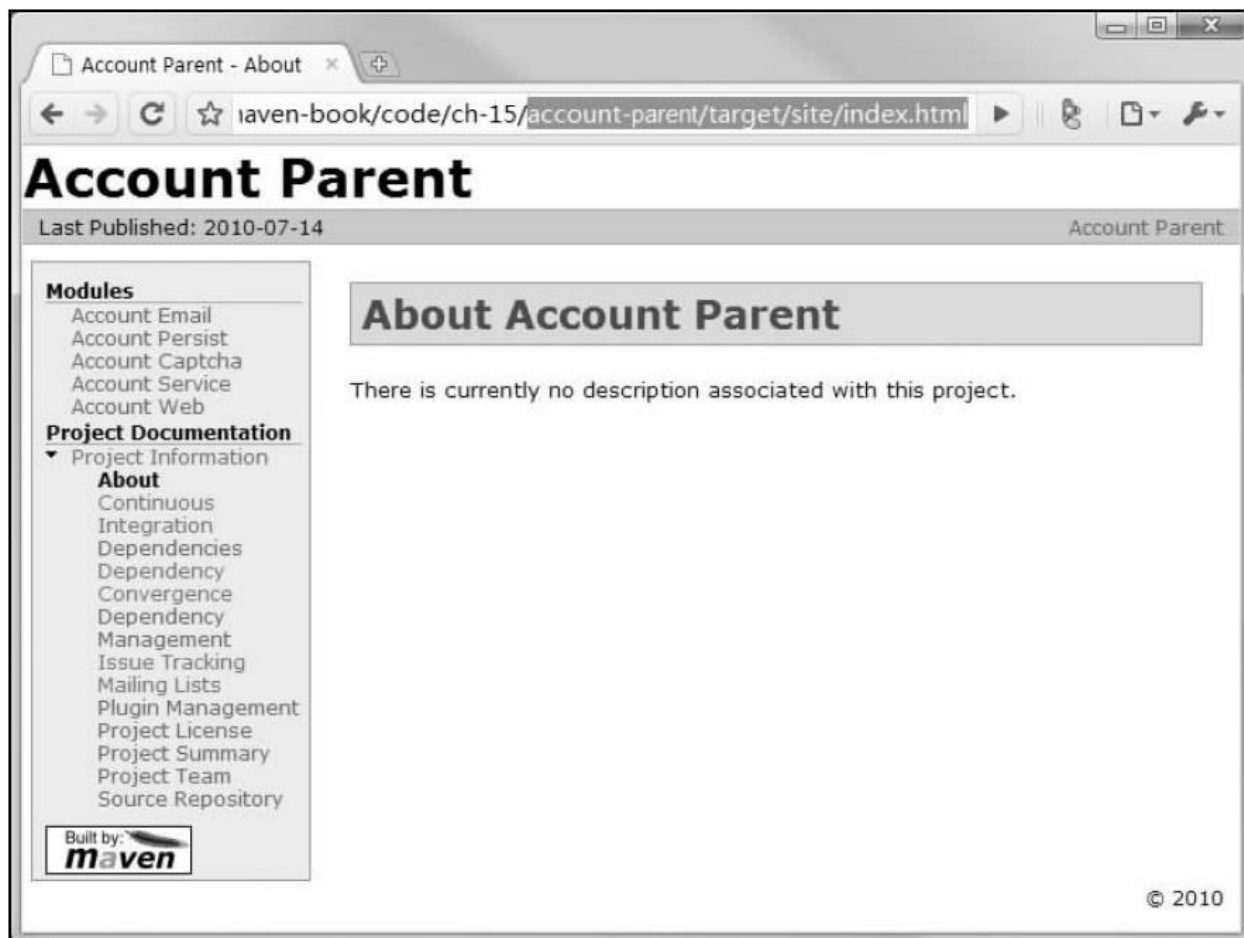 Account Parent - About
aven-book/code/ch-15/account-parent/target/site/index.html
Account Parent
Last Published: 2010-07-14
Account Parent
Modules
Account Email
Account Persist
Account Captcha
Account Service
Account Web
Project Documentation
Project Information
About
Continuous
Integration
Dependencies
Dependency
Convergence
Dependency
Management
Issue Tracking
Mailing Lists
Plugin Management
Project License
Project Summary
Project Team
Source Repository
Built by:
maven
About Account Parent
There is currently no description associated with this project.
© 2010